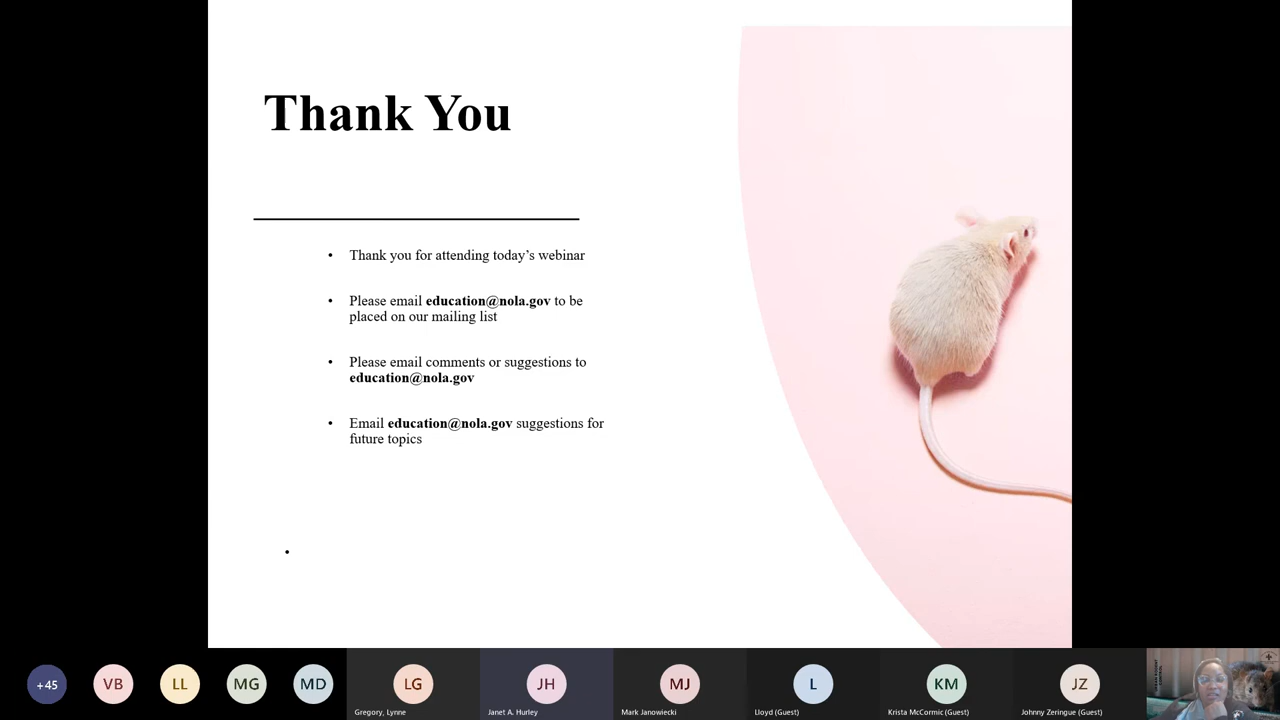 Thank You
• Thank you for attending today's webinar
• Please email education@nola.gov to be
placed on our mailing list
• Please email comments or suggestions to
education@nola.gov
• Email education@nola.gov suggestions for
future topics
•
+45
VB
LL
MG
MD
LG
Gregory, Lynne
JH
Janet A. Hurley
MJ
Mark Janowiecki
L
Lloyd (Guest)
KM
Krista McCormic (Guest)
JZ
Johnny Zeringue (Guest)